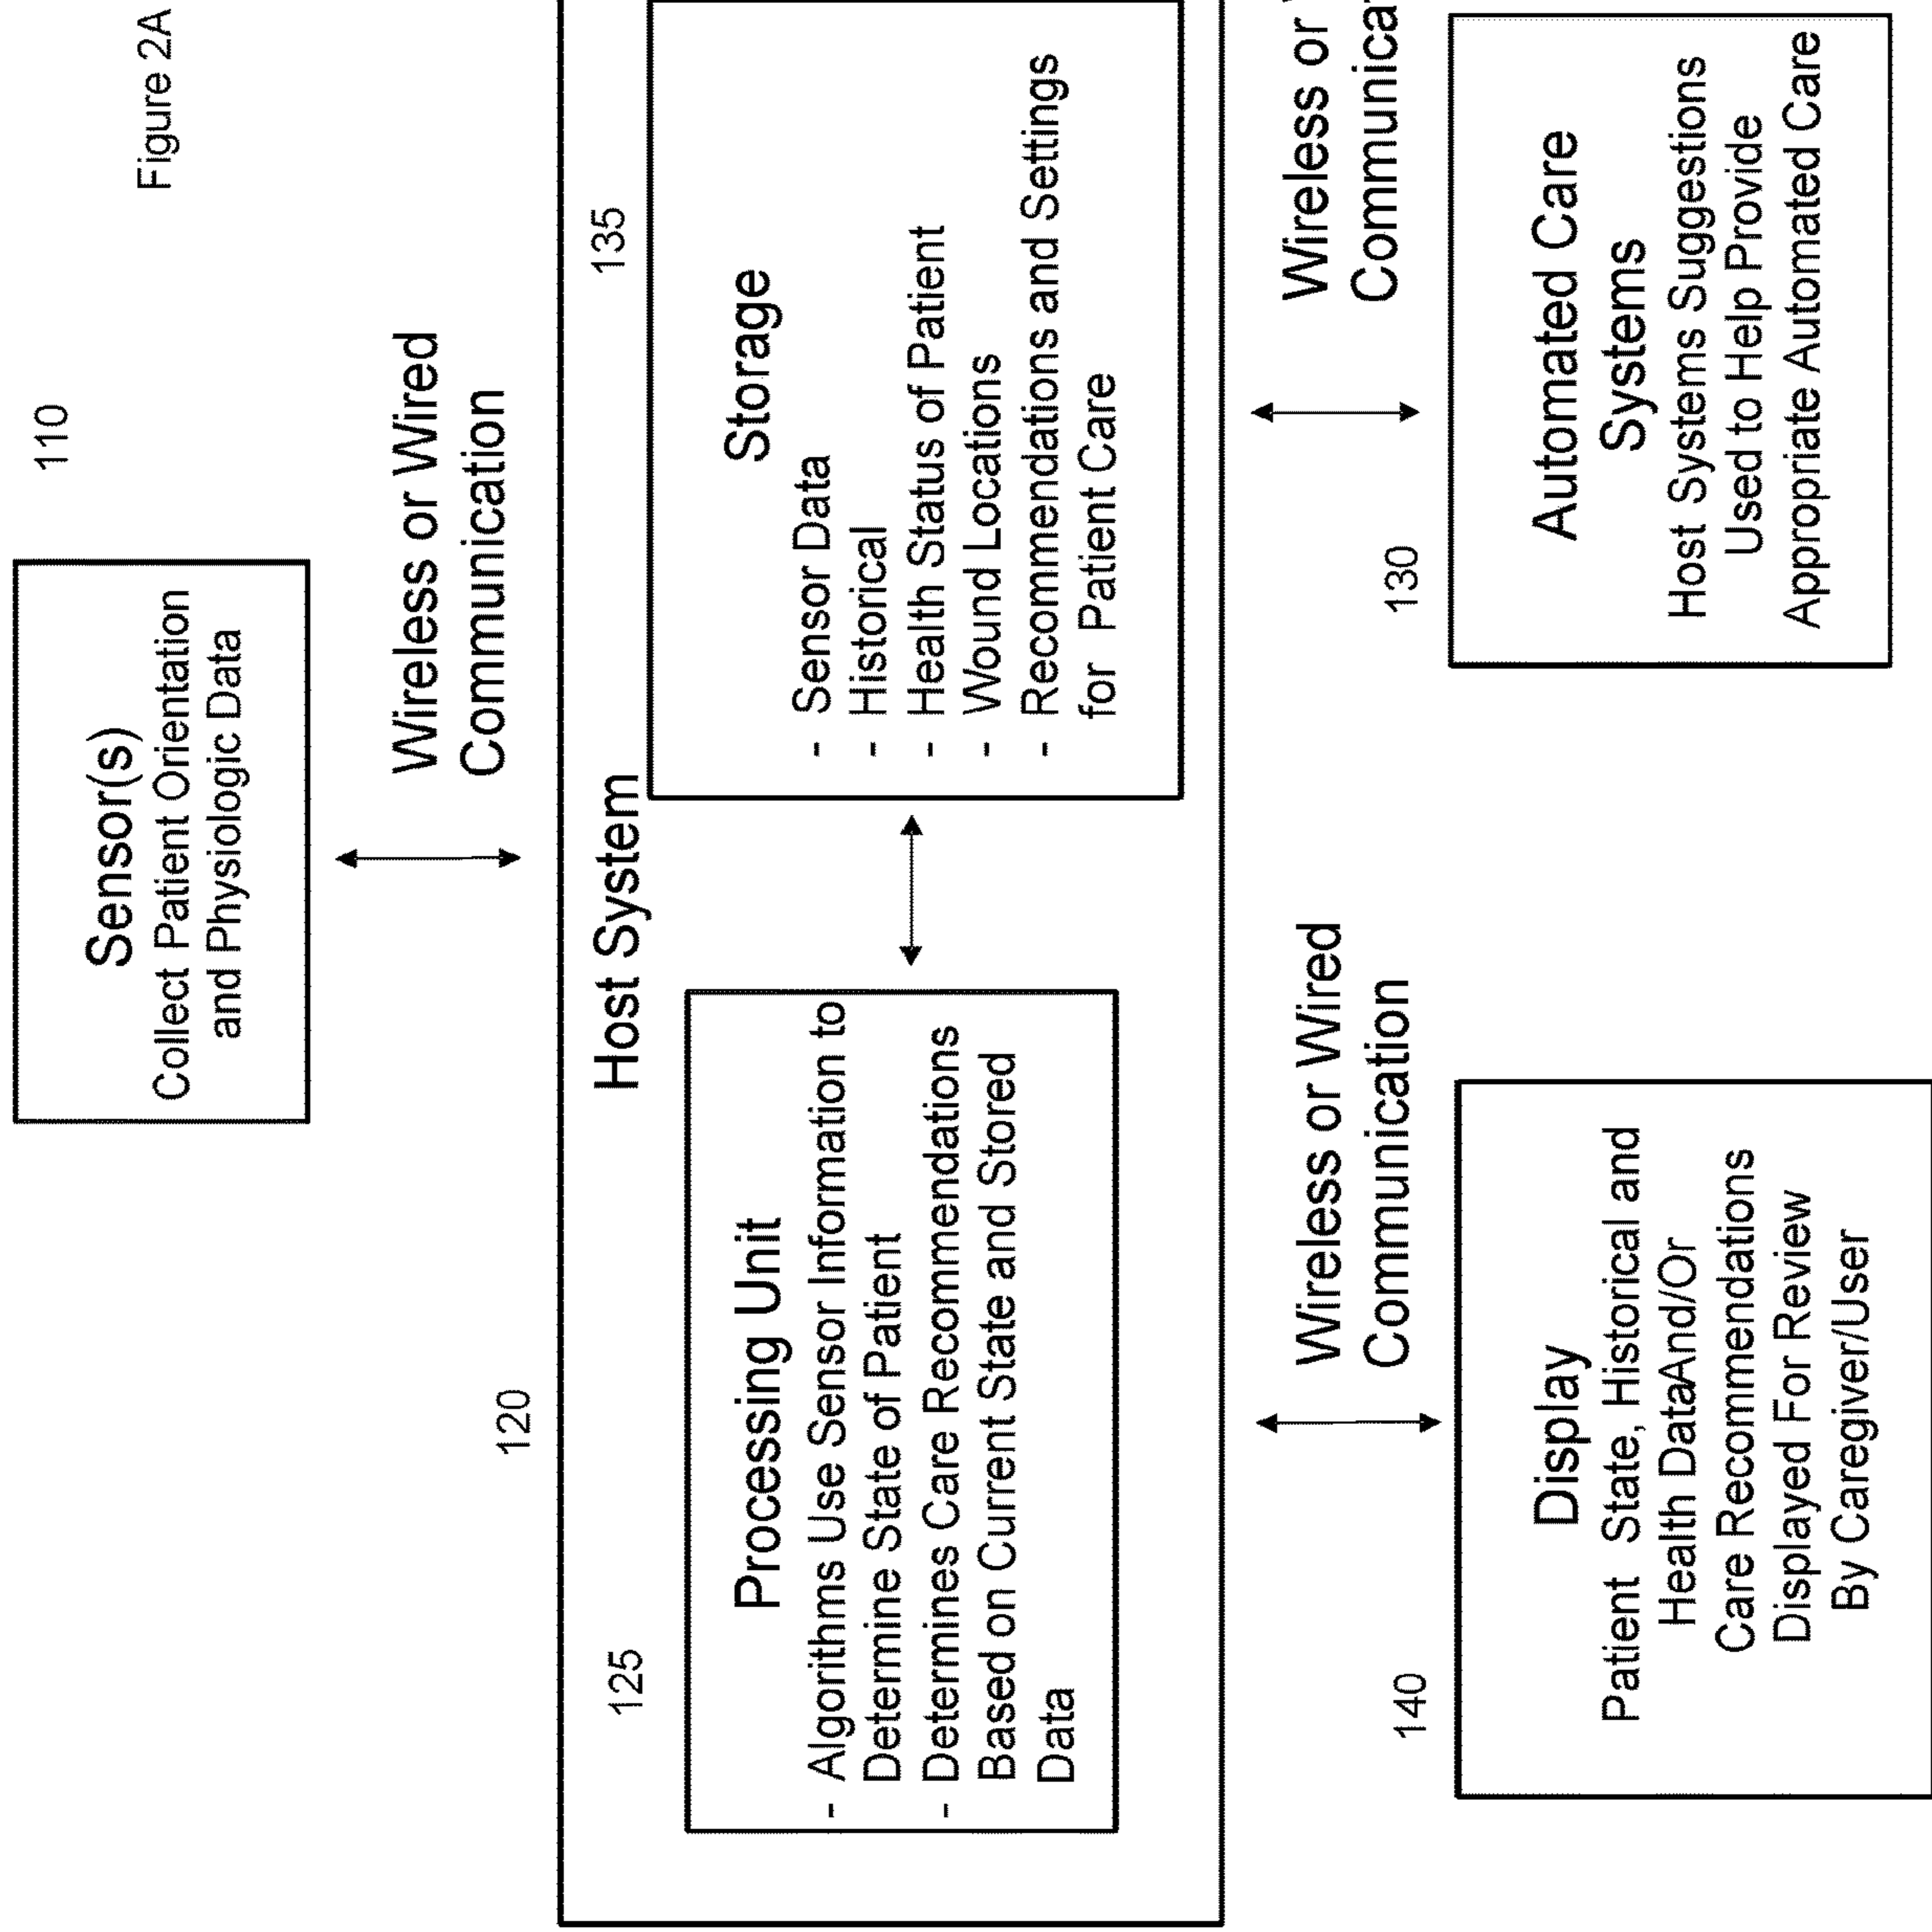 Figure 2A
110
Sensor(s)
Collect Patient Orientation
and Physiologic Data
Wireless or Wired
Communication
120
Host System
125
Processing Unit
- Algorithms Use Sensor Information to
Determine State of Patient
- Determines Care Recommendations
Based on Current State and Stored
Data
135
Storage
- Sensor Data
- Historical
- Health Status of Patient
- Wound Locations
- Recommendations and Settings
for Patient Care
Wireless or Wired
Communication
140
Display
Patient State, Historical and
Health DataAnd/Or
Care Recommendations
Displayed For Review
By Caregiver/User
Wireless or
130
Automated Care
Systems
Host Systems Suggestions
Used to Help Provide
Appropriate Automated Care